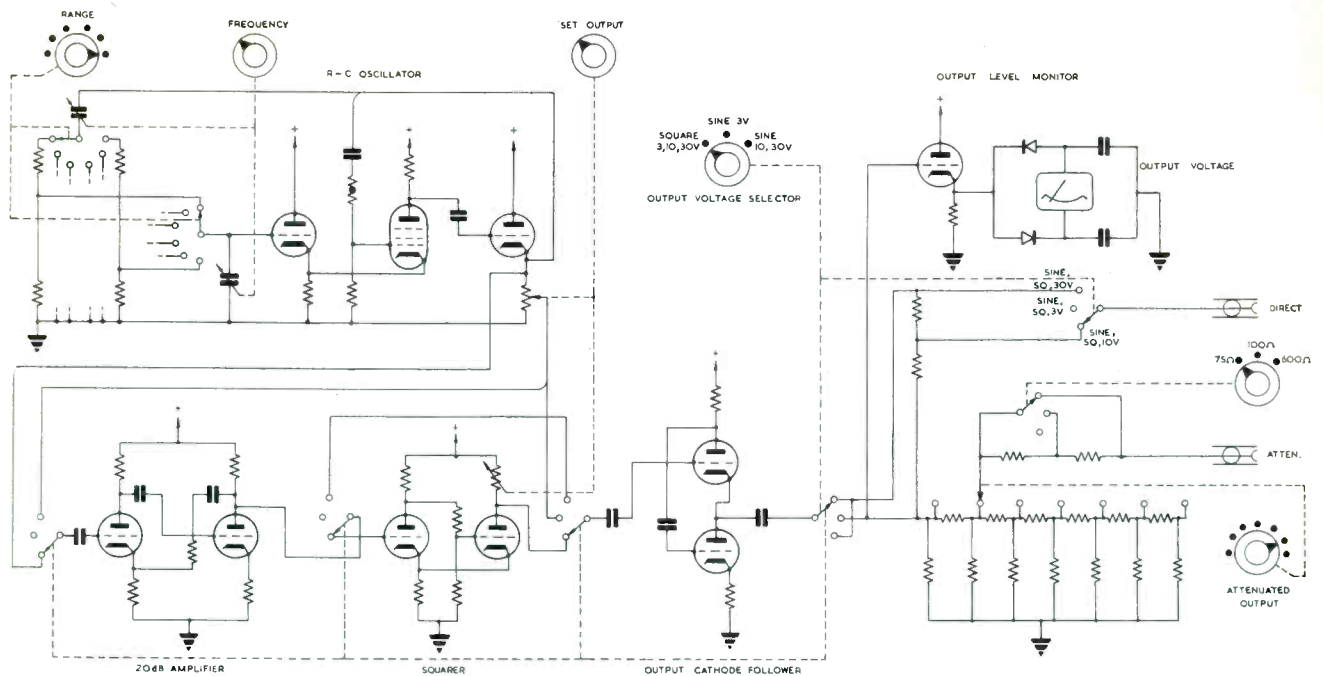 RANGE
FREQUENCY
SET OUTPUT
R-C OSCILLATOR
OUTPUT LEVEL MONITOR
SINE 3V
SQUARE
3,10,30V
SINE
10, 30V
OUTPUT VOLTAGE SELECTOR
OUTPUT VOLTAGE
SINE,
SQ,30V
SINE,
SQ,3V
SINE,
SQ,10V
DIRECT
100Ω
75Ω
600Ω
ATTEN.
ATTENUATED
OUTPUT
20dB AMPLIFIER
SQUARER
OUTPUT CATHODE FOLLOWER